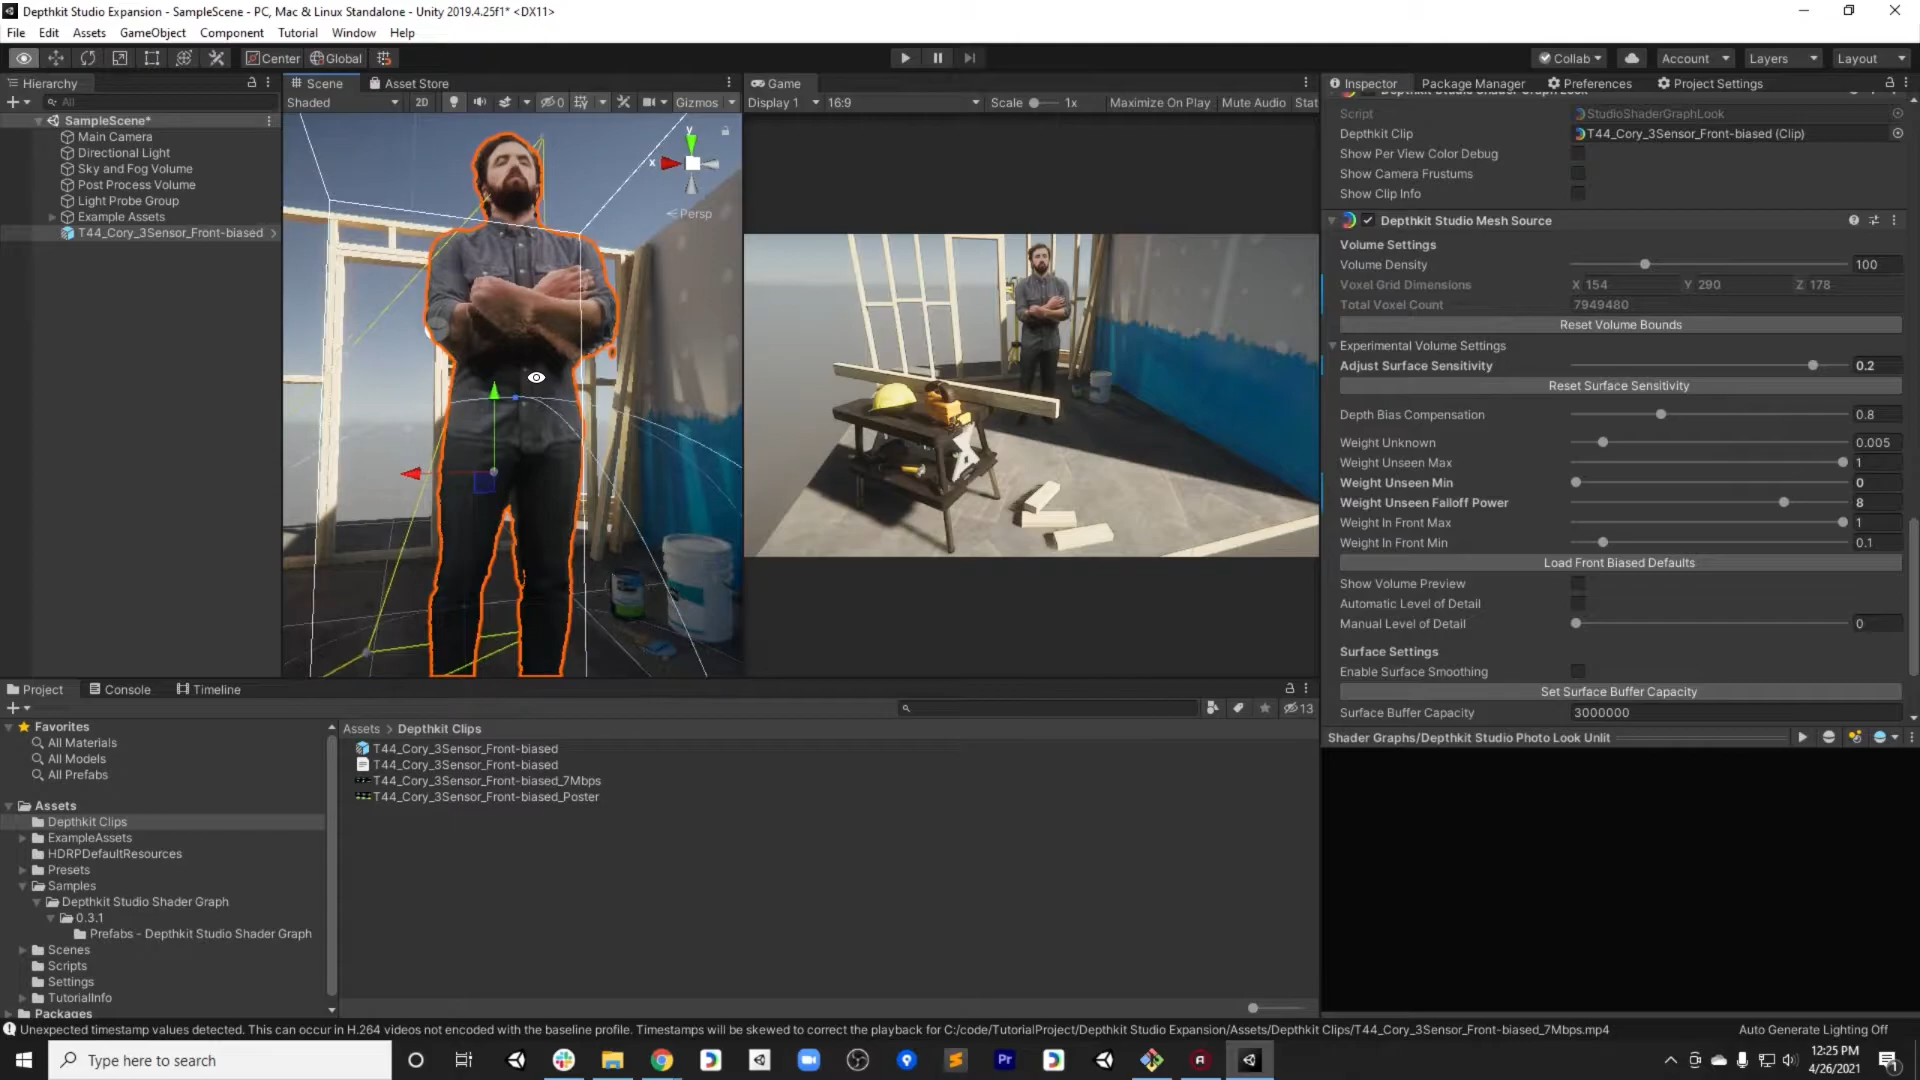 Depthkit Studio Expansion - SampleScene - PC, Mac & Linux Standalone - Unity 2019.4.25f1* <DX11>
File Edit Assets GameObject Component Tutorial Window Help
Center Global Collab Account Layers Layout
Hierarchy
All
SampleScene*
Main Camera
Directional Light
Sky and Fog Volume
Post Process Volume
Light Probe Group
Example Assets
T44_Cory_3Sensor_Front-biased
Scene Asset Store
Shaded 2D 0 Gizmos
y
x
Persp
Game
Display 1 16:9 Scale 1x Maximize On Play Mute Audio Stat
Inspector Package Manager Preferences Project Settings
Script StudioShaderGraphLook
Depthkit Clip T44_Cory_3Sensor_Front-biased (Clip)
Show Per View Color Debug
Show Camera Frustums
Show Clip Info
Depthkit Studio Mesh Source
Volume Settings
Volume Density 100
Voxel Grid Dimensions X 154 Y 290 Z 178
Total Voxel Count 7949480
Reset Volume Bounds
Experimental Volume Settings
Adjust Surface Sensitivity 0.2
Reset Surface Sensitivity
Depth Bias Compensation 0.8
Weight Unknown 0.005
Weight Unseen Max 1
Weight Unseen Min 0
Weight Unseen Falloff Power 8
Weight In Front Max 1
Weight In Front Min 0.1
Load Front Biased Defaults
Show Volume Preview
Automatic Level of Detail
Manual Level of Detail 0
Surface Settings
Enable Surface Smoothing
Set Surface Buffer Capacity
Surface Buffer Capacity 3000000
Shader Graphs/Depthkit Studio Photo Look Unlit
Project Console Timeline
13
Favorites
All Materials
All Models
All Prefabs
Assets
Depthkit Clips
ExampleAssets
HDRPDefaultResources
Presets
Samples
Depthkit Studio Shader Graph
0.3.1
Prefabs - Depthkit Studio Shader Graph
Scenes
Scripts
Settings
TutorialInfo
Packages
Assets > Depthkit Clips
T44_Cory_3Sensor_Front-biased
T44_Cory_3Sensor_Front-biased
T44_Cory_3Sensor_Front-biased_7Mbps
T44_Cory_3Sensor_Front-biased_Poster
Unexpected timestamp values detected. This can occur in H.264 videos not encoded with the baseline profile. Timestamps will be skewed to correct the playback for C:/code/TutorialProject/Depthkit Studio Expansion/Assets/Depthkit Clips/T44_Cory_3Sensor_Front-biased_7Mbps.mp4
Auto Generate Lighting Off
Type here to search
Pr
12:25 PM
4/26/2021
1